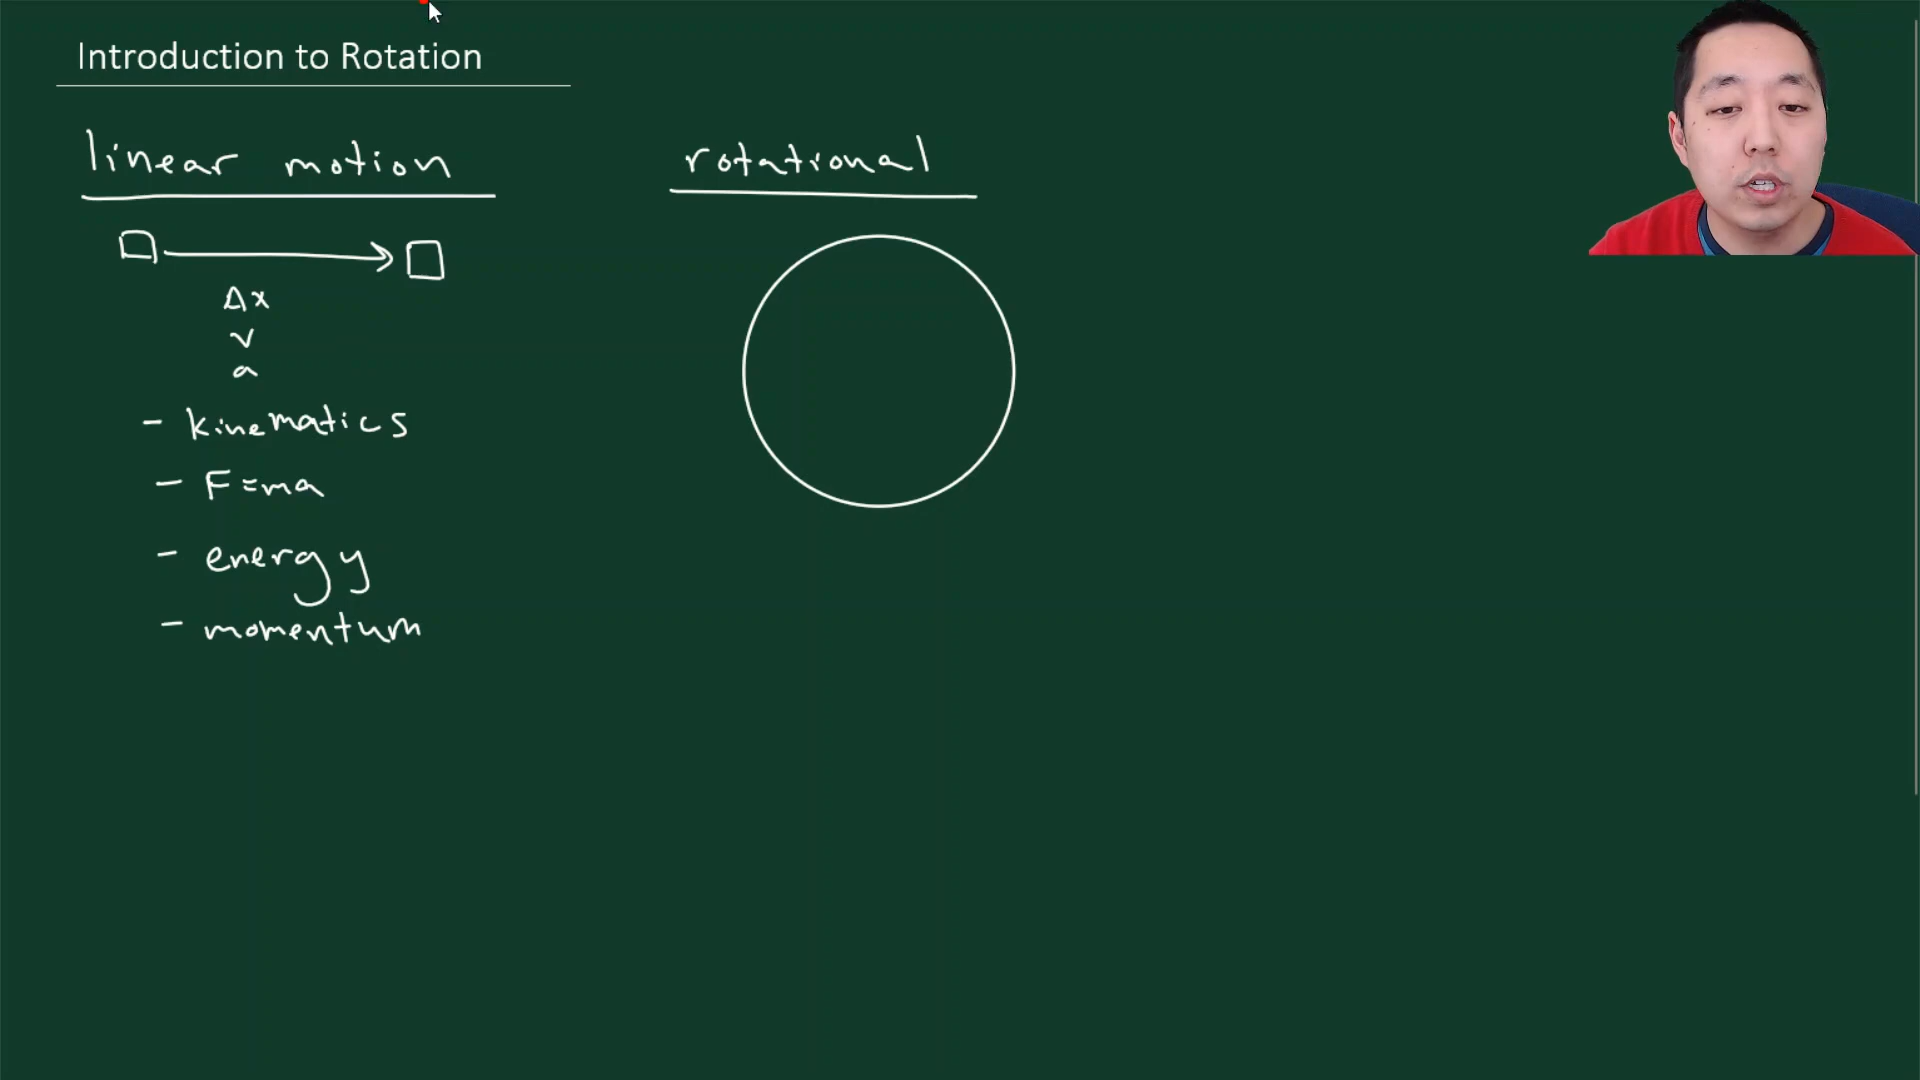 Introduction to Rotation
linear motion
Δx
v
a
- kinematics
- F=ma
- energy
- momentum
rotational